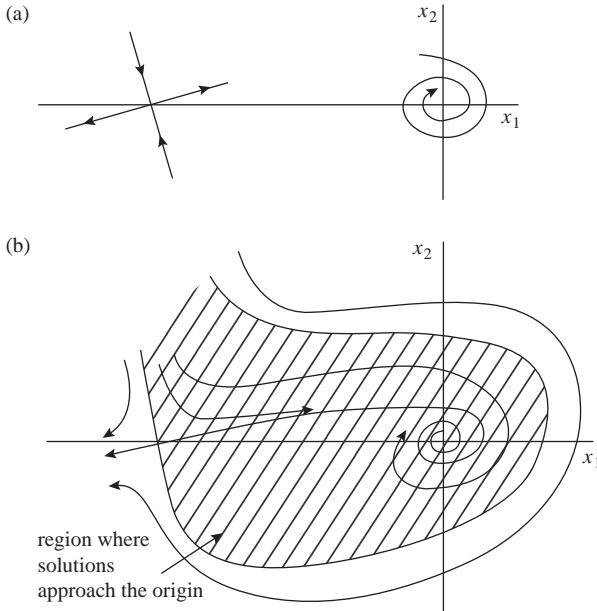 (a)
x₂
x₁
(b)
x₂
x₁
region where
solutions
approach the origin